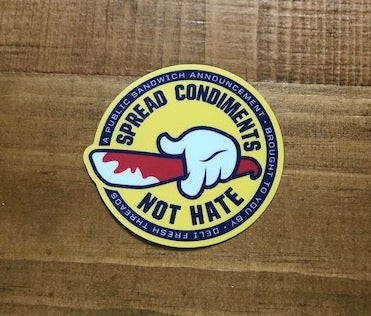 A PUBLIC SANDWICH ANNOUNCEMENT • BROUGHT TO YOU BY • DELI FRESH THREADS
SPREAD CONDIMENTS
NOT HATE